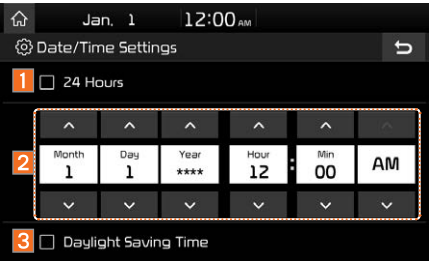 Jan. 1 12:00 AM
Date/Time Settings
1 24 Hours
2 Month 1 Day 1 Year **** Hour 12 : Min 00 AM
3 Daylight Saving Time